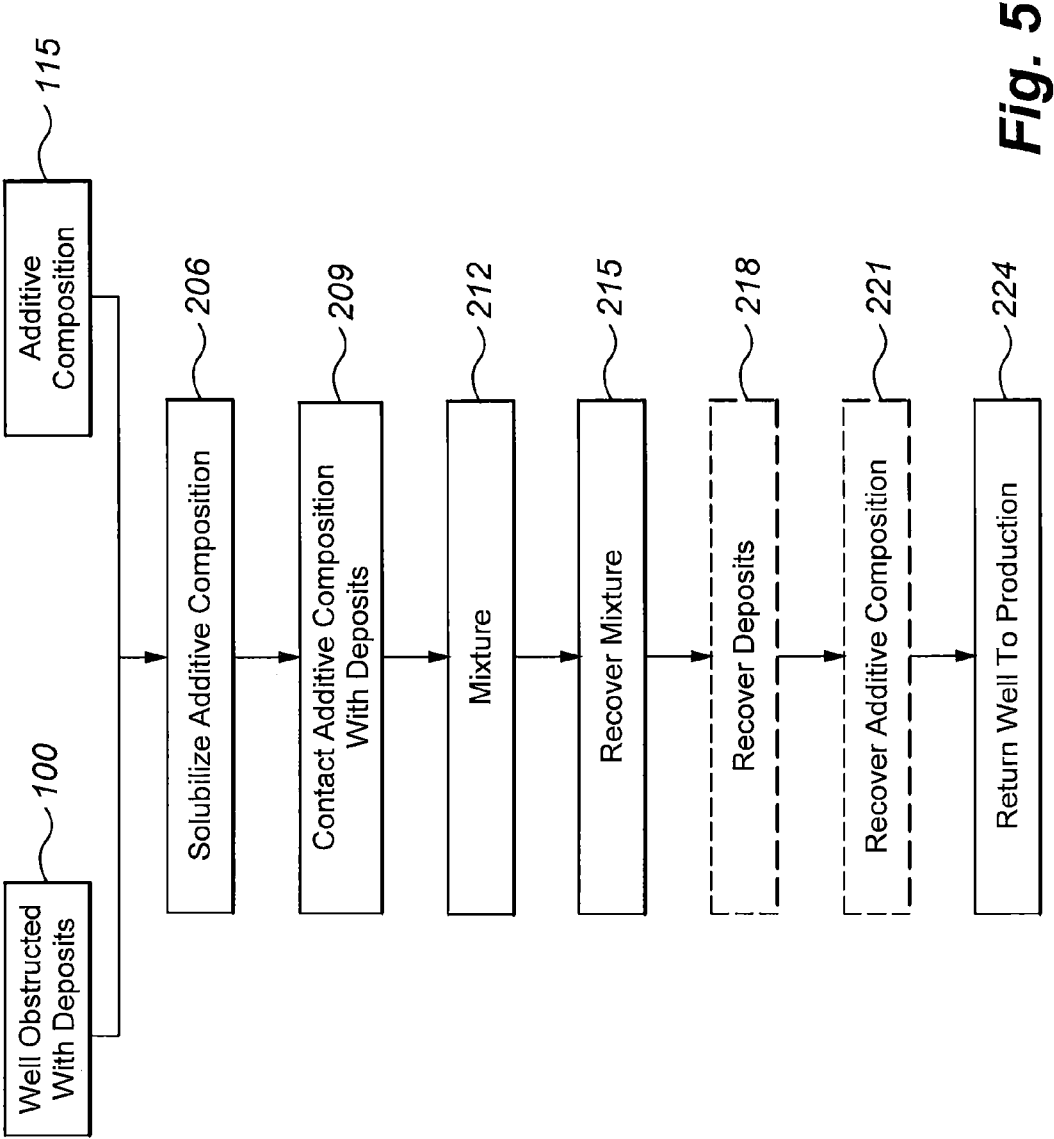 Well Obstructed
With Deposits
100
Additive
Composition
115
Solubilize Additive Composition
206
Contact Additive Composition
With Deposits
209
Mixture
212
Recover Mixture
215
Recover Deposits
218
Recover Additive Composition
221
Return Well To Production
224
Fig. 5